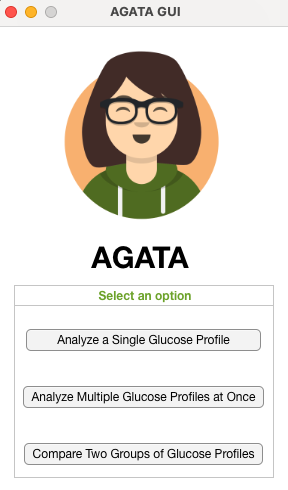 AGATA GUI
AGATA
Select an option
Analyze a Single Glucose Profile
Analyze Multiple Glucose Profiles at Once
Compare Two Groups of Glucose Profiles